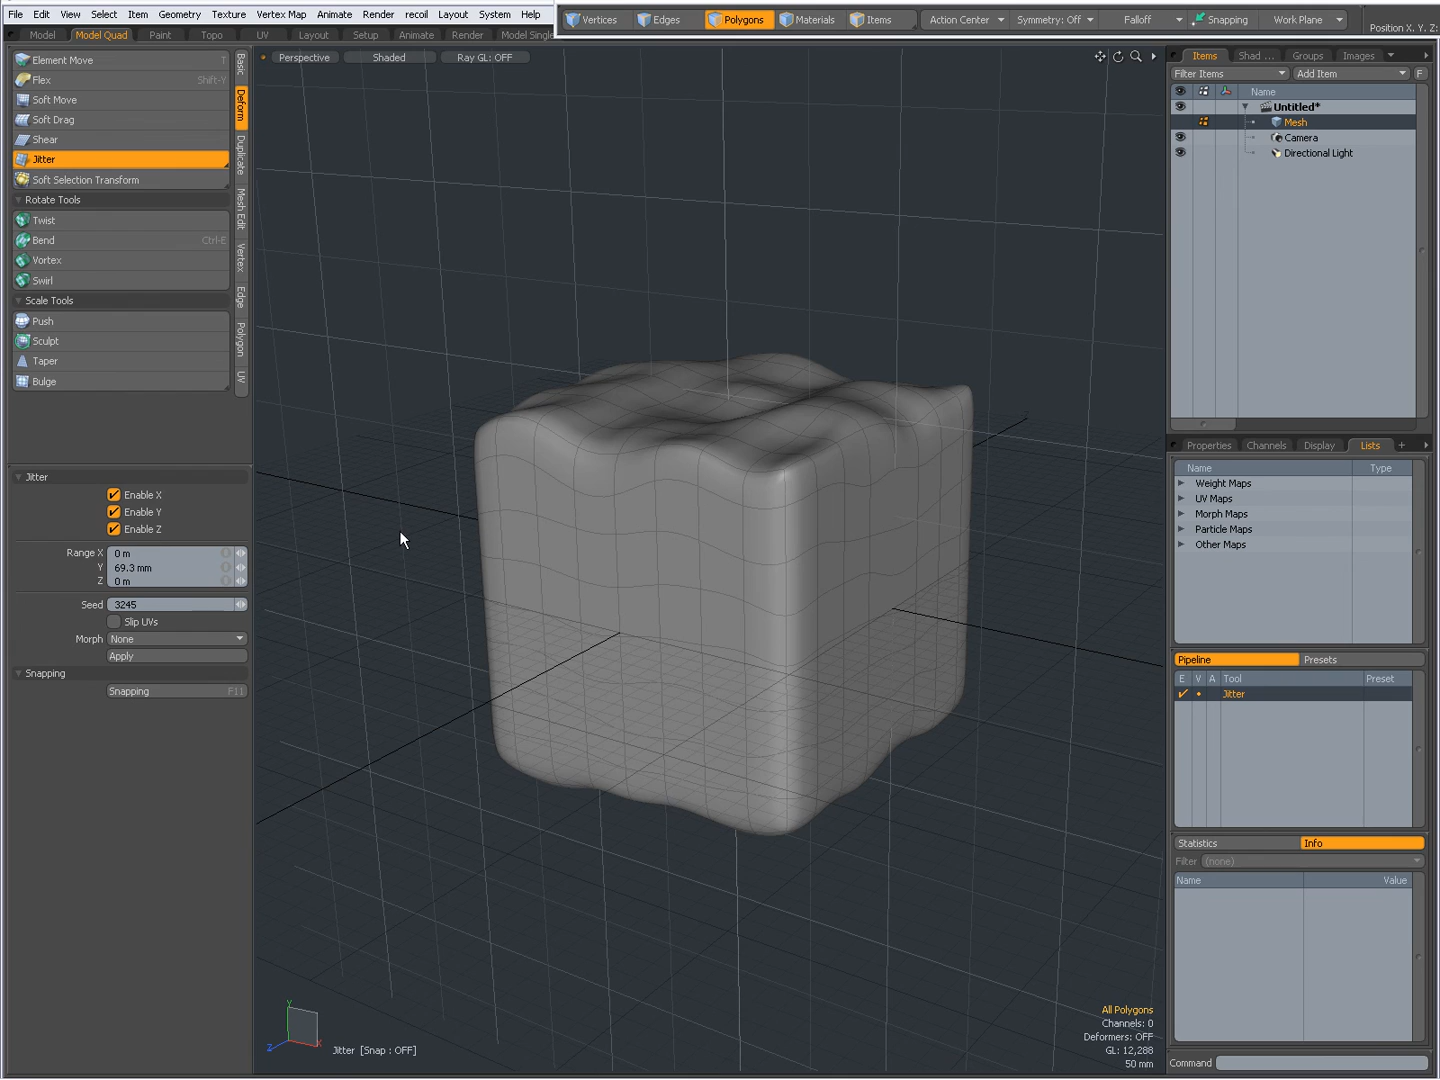 File Edit View Select Item Geometry Texture Vertex Map Animate Render recoil Layout System Help
Vertices Edges Polygons Materials Items Action Center Symmetry: Off Falloff Snapping Work Plane
Position X, Y, Z:
Model Model Quad Paint Topo UV Layout Setup Animate Render Model Single
Element Move T
Flex Shift-Y
Soft Move
Soft Drag
Shear
Jitter
Soft Selection Transform
Rotate Tools
Twist
Bend Ctrl-E
Vortex
Swirl
Scale Tools
Push
Sculpt
Taper
Bulge
Basic
Deform
Duplicate
Mesh Edit
Vertex
Edge
Polygon
UV
Jitter
Enable X
Enable Y
Enable Z
Range X 0 m
Y 69.3 mm
Z 0 m
Seed 3245
Slip UVs
Morph None
Apply
Snapping
Snapping F11
Perspective Shaded Ray GL: OFF
Y
X
Z
Jitter [Snap : OFF]
All Polygons
Channels: 0
Deformers: OFF
GL: 12,288
50 mm
Items Shad ... Groups Images
Filter Items Add Item F
Name
Untitled*
Mesh
Camera
Directional Light
Properties Channels Display Lists +
Name Type
Weight Maps
UV Maps
Morph Maps
Particle Maps
Other Maps
Pipeline Presets
E V A Tool Preset
Jitter
Statistics Info
Filter (none)
Name Value
Command